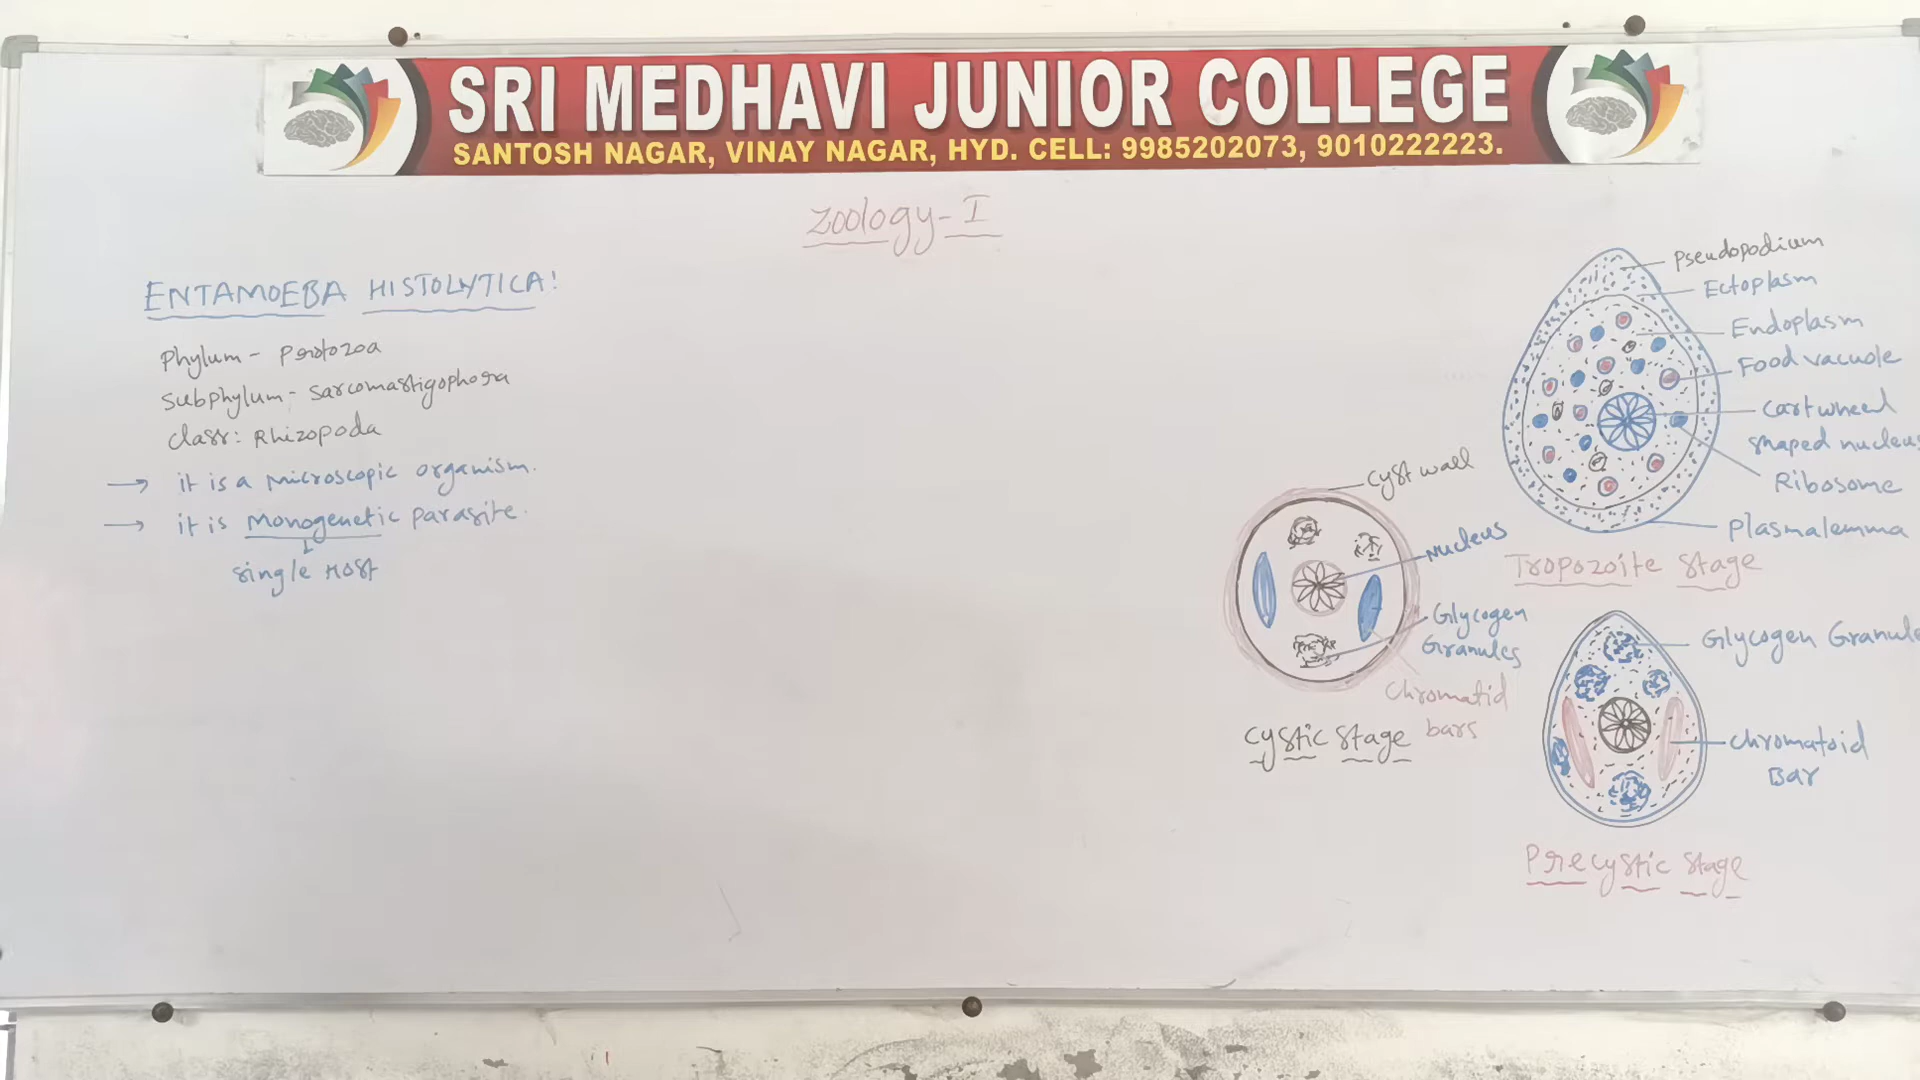 SRI MEDHAVI JUNIOR COLLEGE
SANTOSH NAGAR, VINAY NAGAR, HYD. CELL: 9985202073, 9010222223.
Zoology-I
ENTAMOEBA HISTOLYTICA!
Phylum - Protozoa
Subphylum - Sarcomastigophora
Class: Rhizopoda
→ it is a microscopic organism.
→ it is Monogenetic parasite.
single Host
Pseudopodium
Ectoplasm
Endoplasm
Food vacuole
Cart wheel
shaped nucleus
Ribosome
Plasmalemma
Tropozoite Stage
Cyst wall
Nucleus
Glycogen
Granules
Chromatid
bars
Cystic Stage
Glycogen Granule
Chromatoid
Bar
Precystic Stage